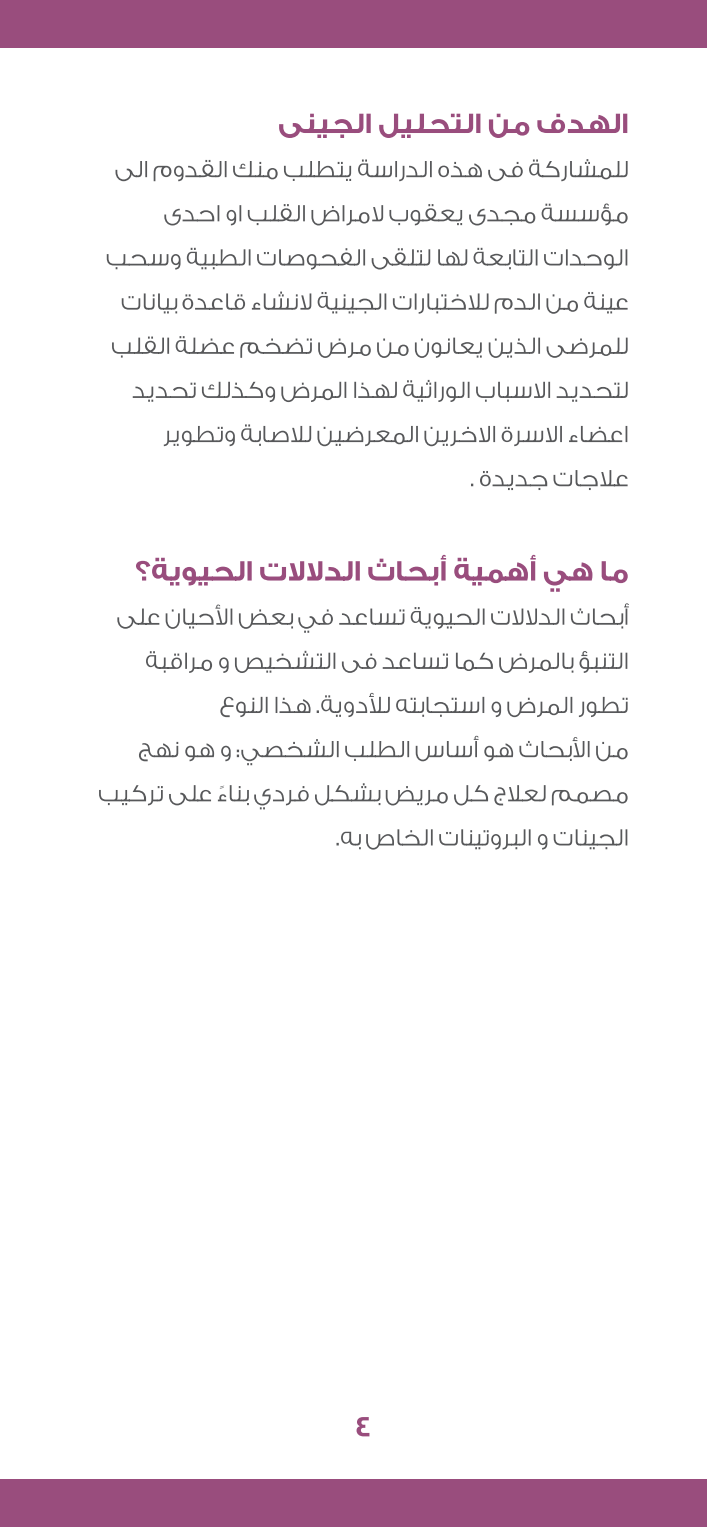 الهدف من التحليل الجينى
للمشاركة فى هذه الدراسة يتطلب منك القدوم الى
مؤسسة مجدى يعقوب لامراض القلب او احدى
الوحدات التابعة لها لتلقى الفحوصات الطبية وسحب
عينة من الدم للاختبارات الجينية لانشاء قاعدة بيانات
للمرضى الذين يعانون من مرض تضخم عضلة القلب
لتحديد الاسباب الوراثية لهذا المرض وكذلك تحديد
اعضاء الاسرة الاخرين المعرضين للاصابة وتطوير
علاجات جديدة .
ما هي أهمية أبحاث الدلالات الحيوية؟
أبحاث الدلالات الحيوية تساعد في بعض الأحيان على
التنبؤ بالمرض كما تساعد فى التشخيص و مراقبة
تطور المرض و استجابته للأدوية. هذا النوع
من الأبحاث هو أساس الطلب الشخصي: و هو نهج
مصمم لعلاج كل مريض بشكل فردي بناءً على تركيب
الجينات و البروتينات الخاص به.
٤